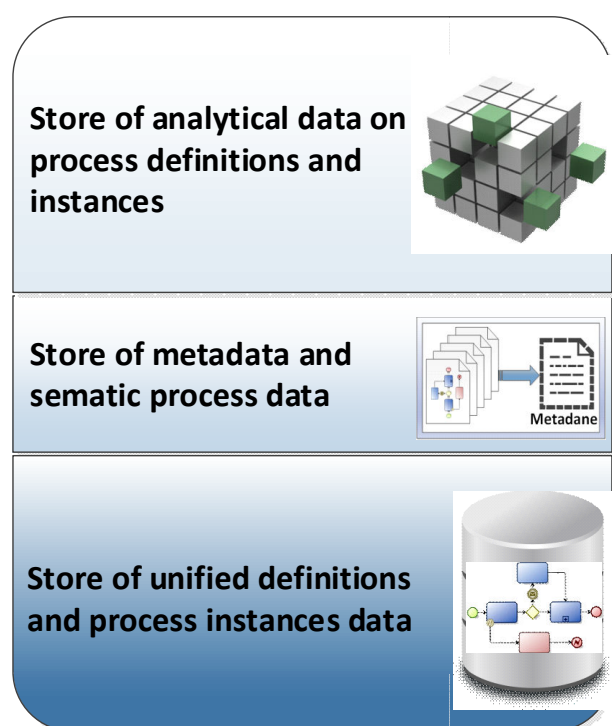 Store of analytical data on
process definitions and
instances
Store of metadata and
sematic process data
Metadane
Store of unified definitions
and process instances data